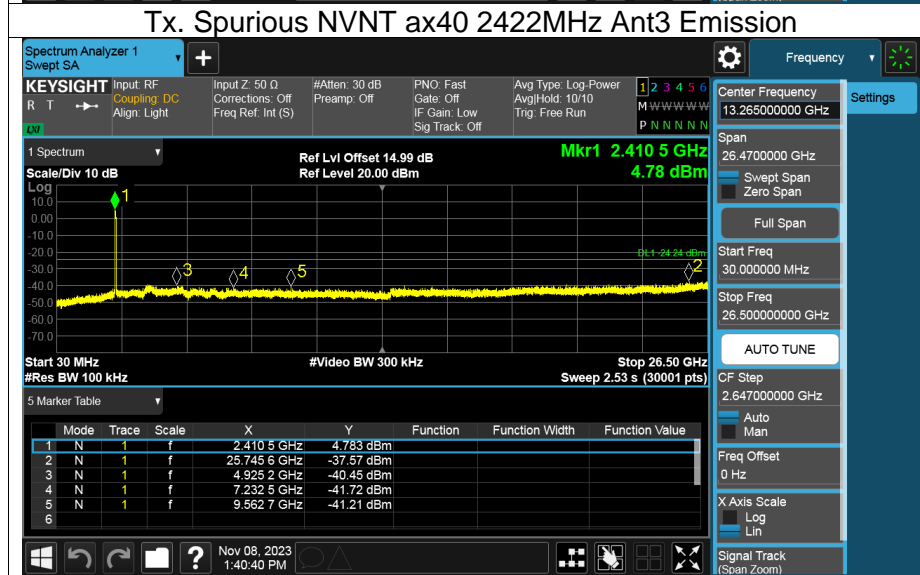 Tx. Spurious NVNT ax40 2422MHz Ant3 Emission
Spectrum Analyzer 1
Swept SA
+
Frequency
KEYSIGHT
R T
LXI
Input: RF
Coupling: DC
Align: Light
Input Z: 50 Ω
Corrections: Off
Freq Ref: Int (S)
#Atten: 30 dB
Preamp: Off
PNO: Fast
Gate: Off
IF Gain: Low
Sig Track: Off
Avg Type: Log-Power
Avg|Hold: 10/10
Trig: Free Run
1 2 3 4 5 6
M W W W W W
P N N N N N
Center Frequency
13.265000000 GHz
Settings
Span
26.4700000 GHz
Swept Span
Zero Span
Full Span
Start Freq
30.000000 MHz
Stop Freq
26.500000000 GHz
AUTO TUNE
CF Step
2.647000000 GHz
Auto
Man
Freq Offset
0 Hz
X Axis Scale
Log
Lin
Signal Track
(Span Zoom)
1 Spectrum
Scale/Div 10 dB
Ref Lvl Offset 14.99 dB
Ref Level 20.00 dBm
Mkr1 2.410 5 GHz
4.78 dBm
Log
10.0
0.00
-10.0
-20.0
-30.0
-40.0
-50.0
-60.0
-70.0
1
3
4
5
2
DL1 -24.24 dBm
Start 30 MHz
#Video BW 300 kHz
Stop 26.50 GHz
#Res BW 100 kHz
Sweep 2.53 s (30001 pts)
5 Marker Table
Mode Trace Scale X Y Function Function Width Function Value
1 N 1 f 2.410 5 GHz 4.783 dBm
2 N 1 f 25.745 6 GHz -37.57 dBm
3 N 1 f 4.925 2 GHz -40.45 dBm
4 N 1 f 7.232 5 GHz -41.72 dBm
5 N 1 f 9.562 7 GHz -41.21 dBm
6
?
Nov 08, 2023
1:40:40 PM